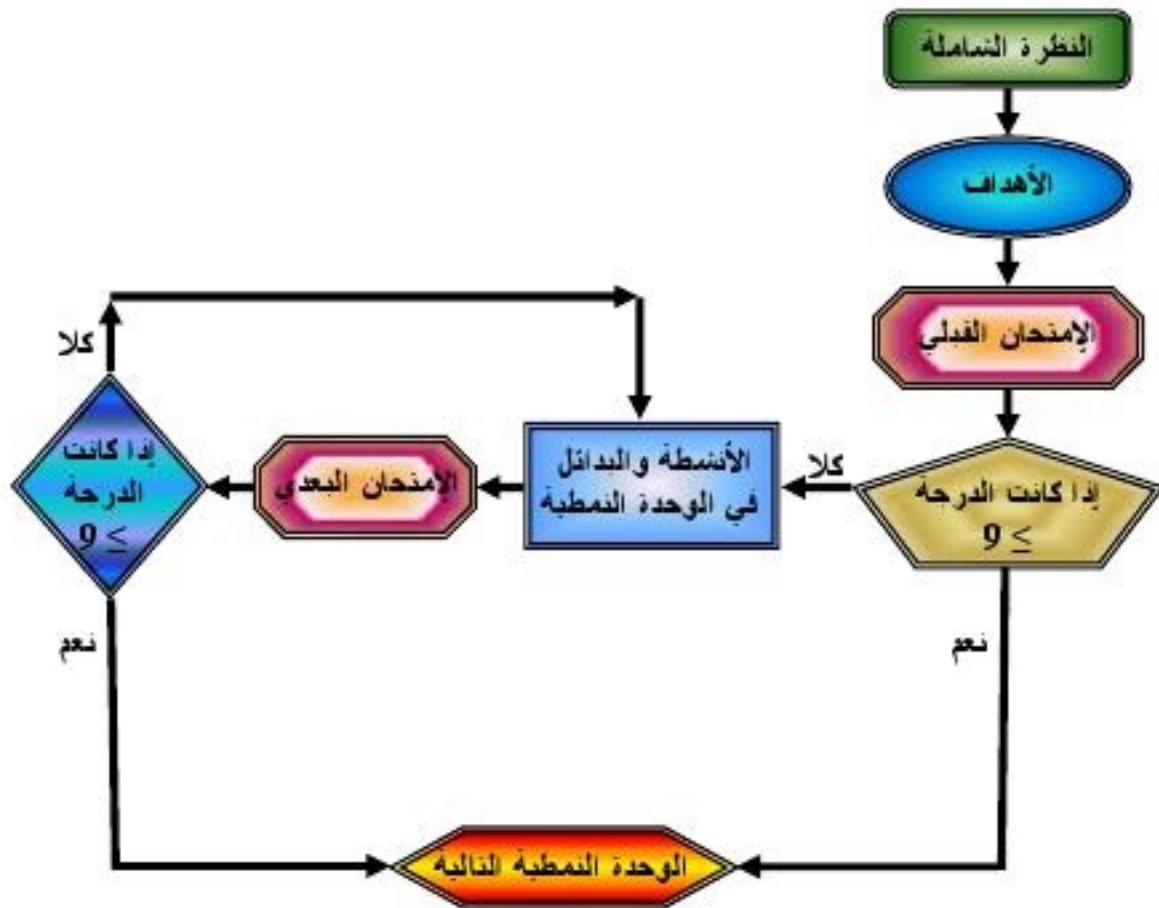 النظرة الشاملة
الأهداف
الإمتحان القبلي
إذا كانت الدرجة
9 ≤
كلا
نعم
الأنشطة والبدائل
في الوحدة النمطية
الإمتحان البعدي
إذا كانت
الدرجة
9 ≤
كلا
نعم
الوحدة النمطية التالية